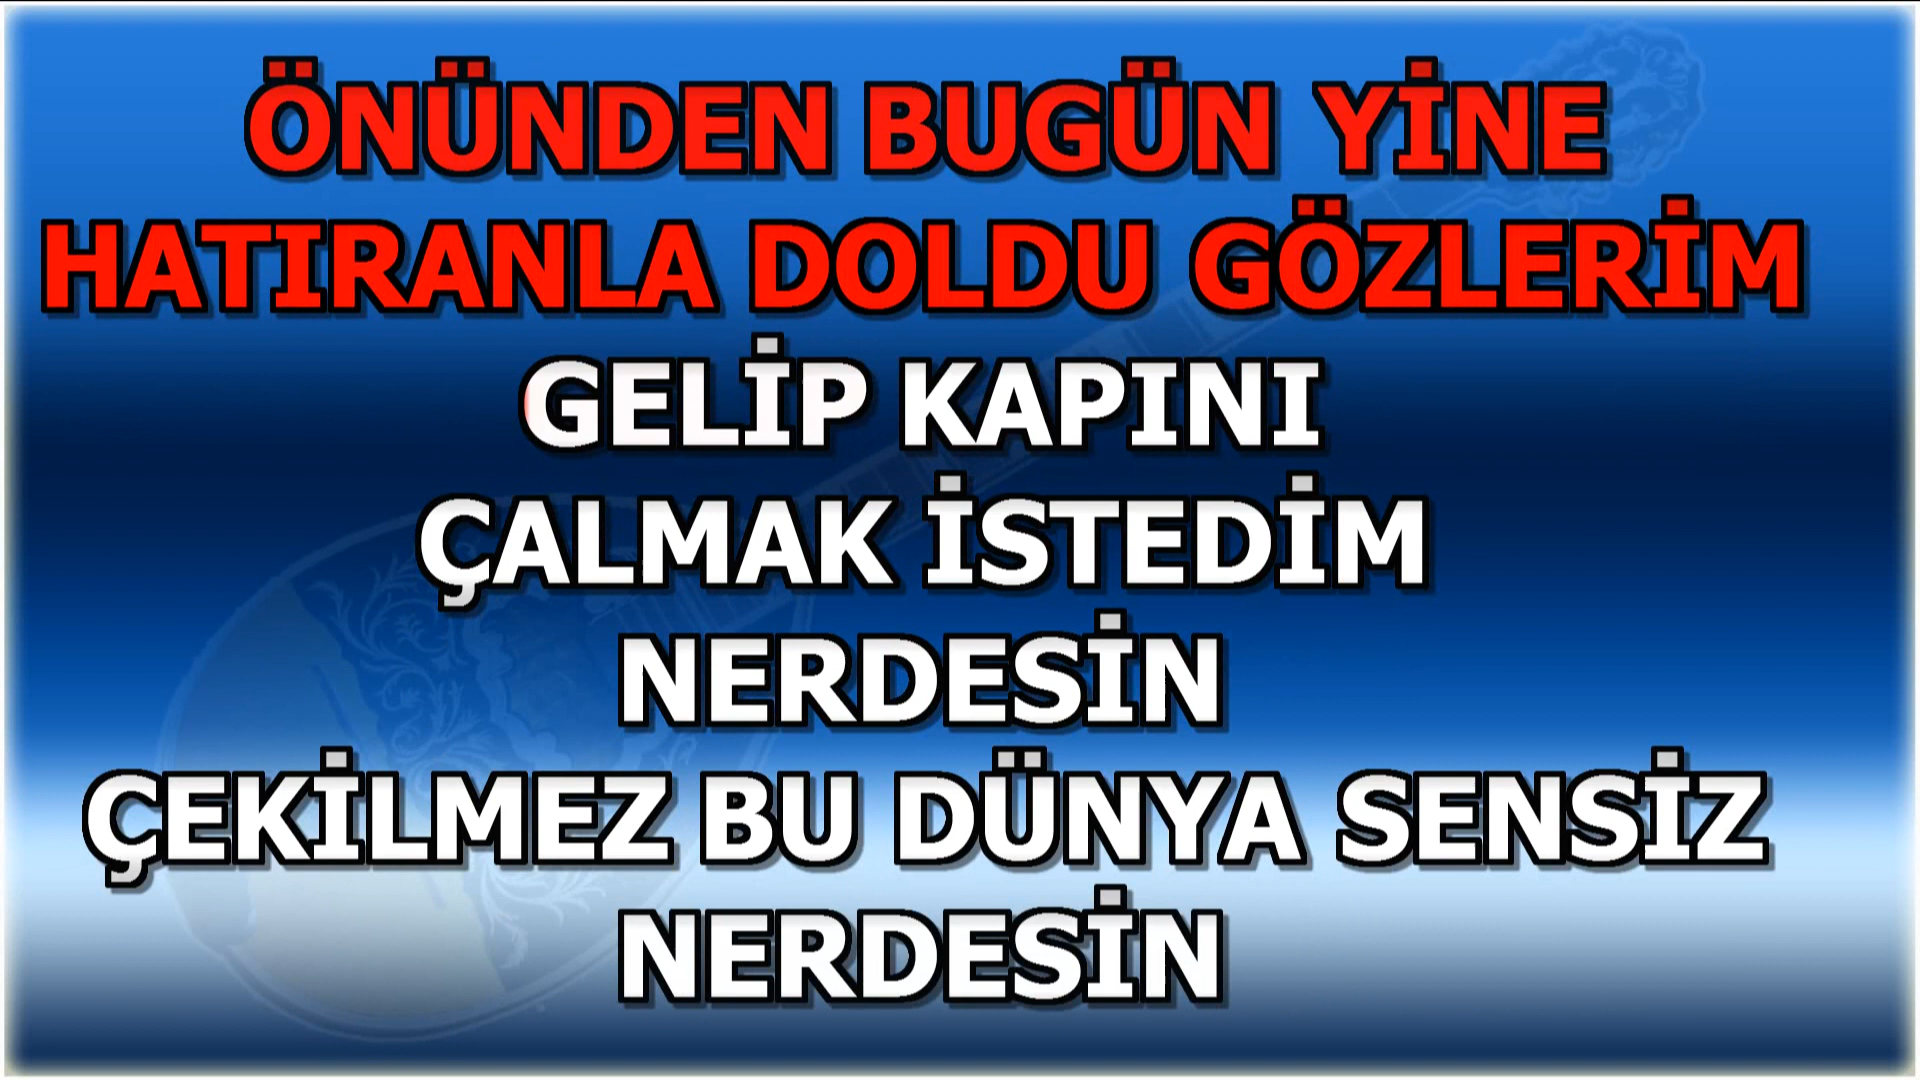 ÖNÜNDEN BUGÜN YİNE
HATIRANLA DOLDU GÖZLERİM
GELİP KAPINI
ÇALMAK İSTEDİM
NERDESİN
ÇEKİLMEZ BU DÜNYA SENSİZ
NERDESİN